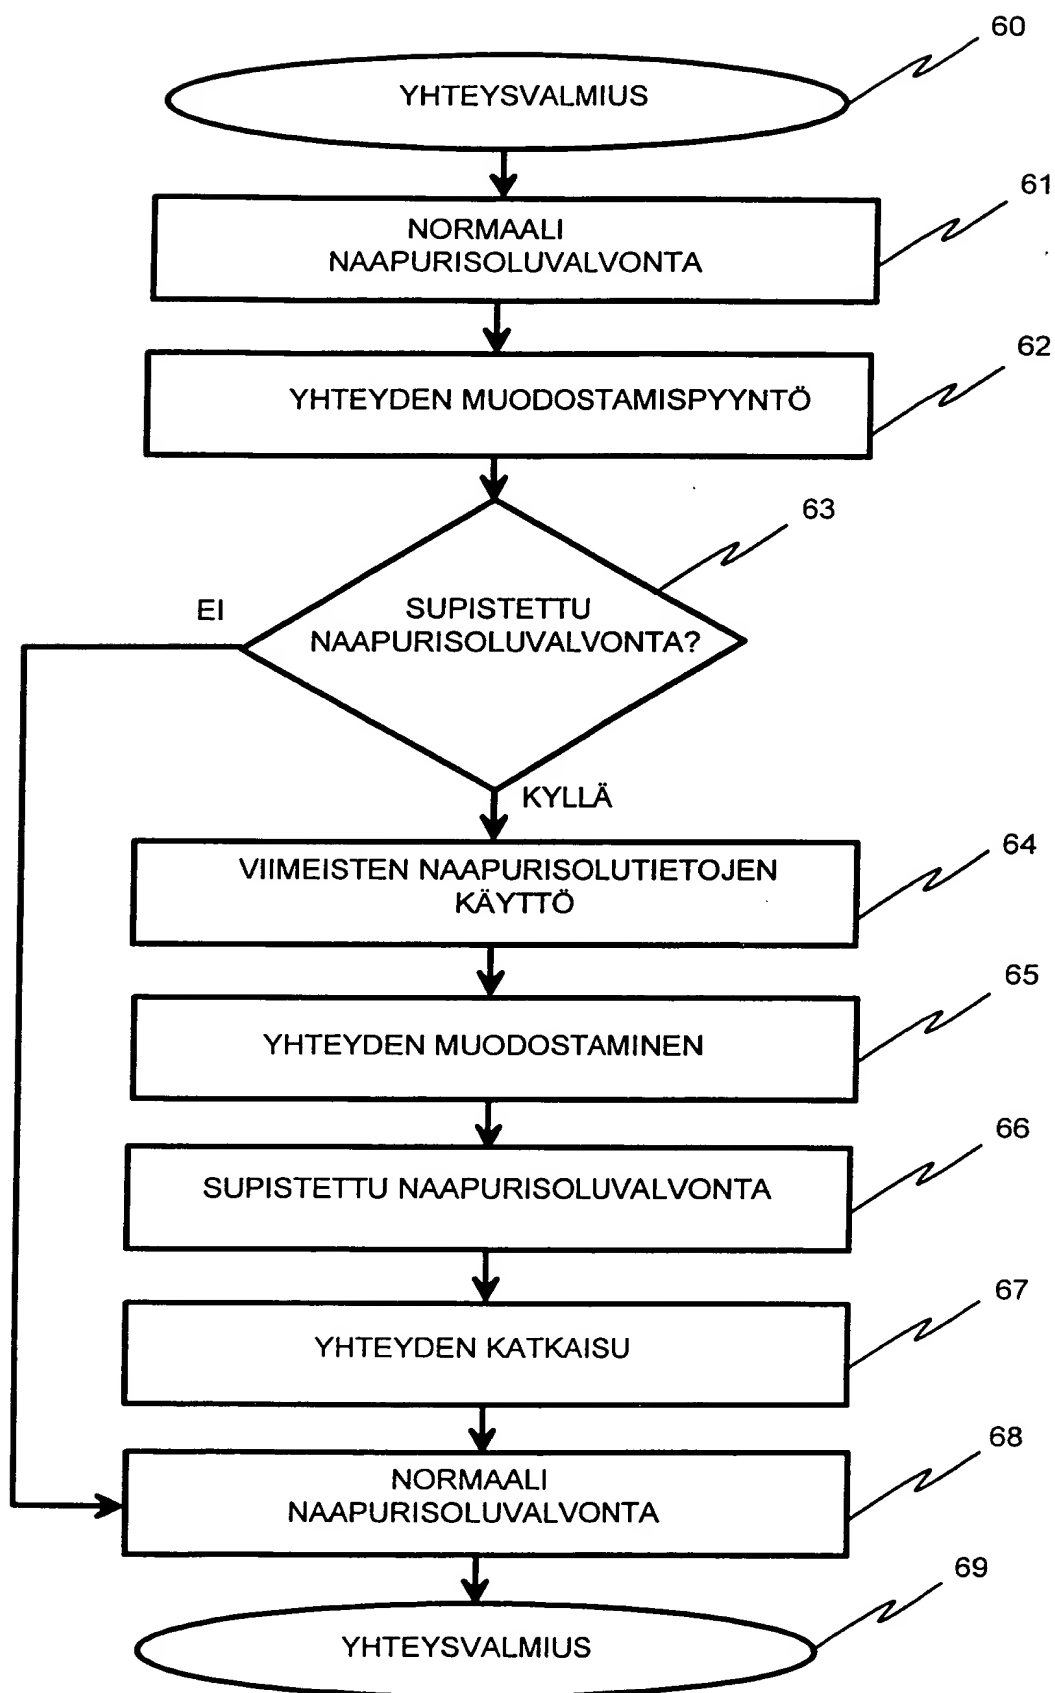 60
YHTEYSVALMIUS
61
NORMAALI
NAAPURISOLUVALVONTA
62
YHTEYDEN MUODOSTAMISPYYNTÖ
63
EI
SUPISTETTU
NAAPURISOLUVALVONTA?
KYLLÄ
64
VIIMEISTEN NAAPURISOLUTIETOJEN
KÄYTTÖ
65
YHTEYDEN MUODOSTAMINEN
66
SUPISTETTU NAAPURISOLUVALVONTA
67
YHTEYDEN KATKAISU
68
NORMAALI
NAAPURISOLUVALVONTA
69
YHTEYSVALMIUS